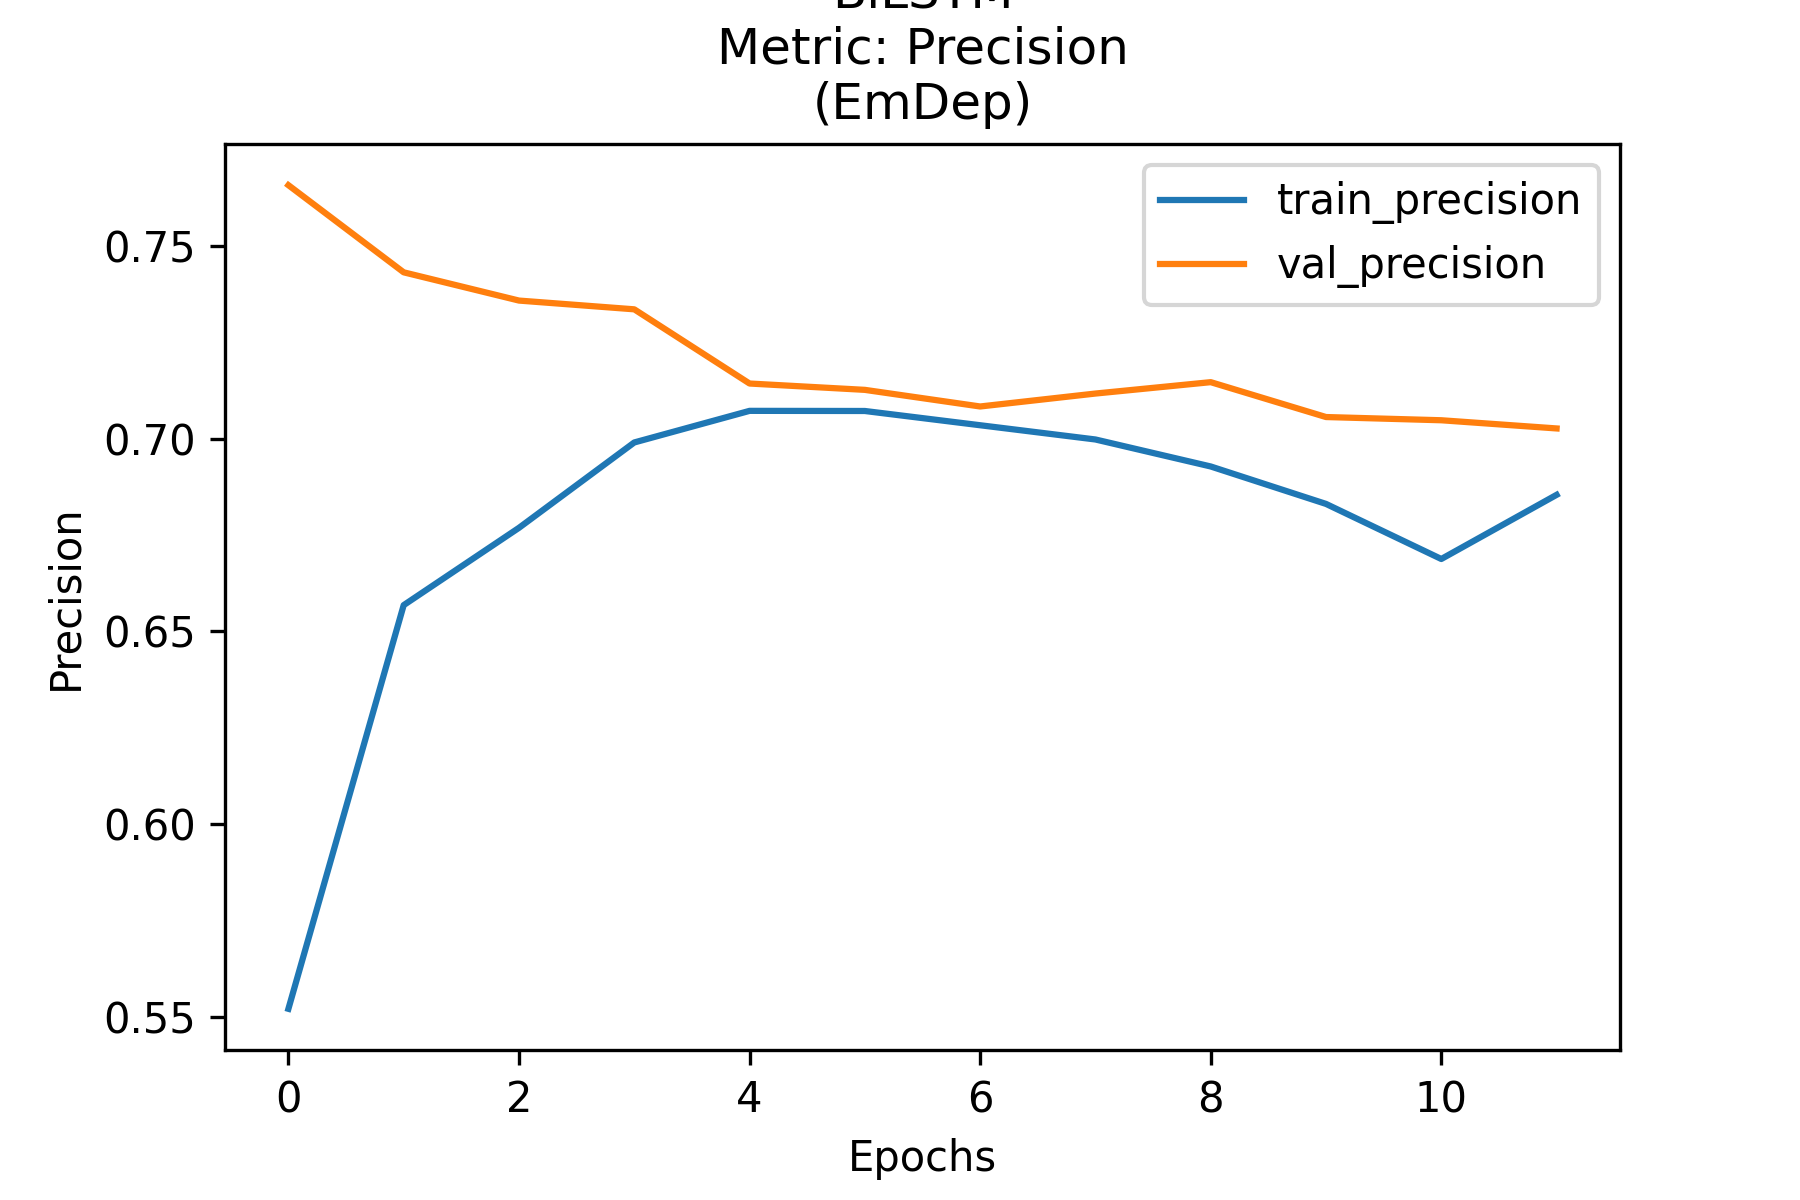 BiLSTM
Metric: Precision
(EmDep)
train_precision
val_precision
0.75
0.70
0.65
0.60
0.55
Precision
0
2
4
6
8
10
Epochs